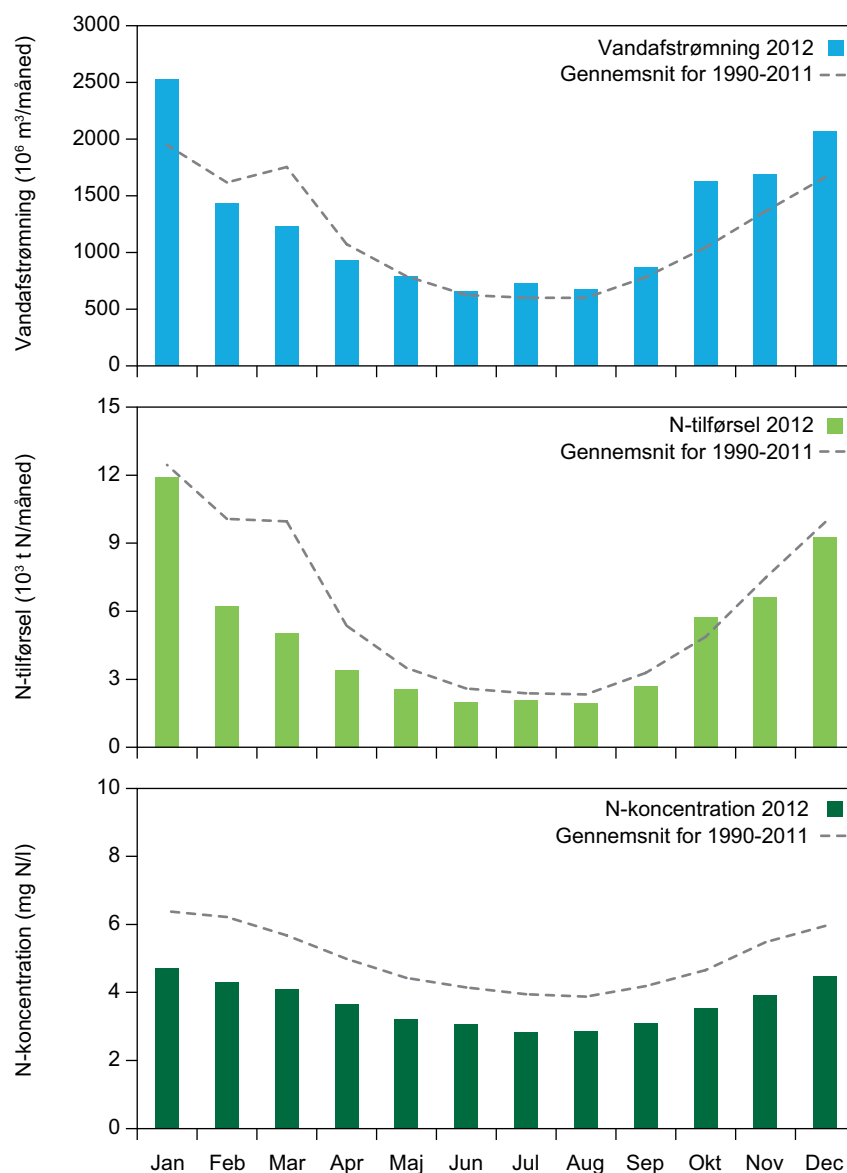 Vandafstrømning (10⁶ m³/måned)
3000
2500
2000
1500
1000
500
0
Vandafstrømning 2012
Gennemsnit for 1990-2011
N-tilførsel (10³ t N/måned)
15
12
9
6
3
0
N-tilførsel 2012
Gennemsnit for 1990-2011
N-koncentration (mg N/l)
10
8
6
4
2
0
N-koncentration 2012
Gennemsnit for 1990-2011
Jan Feb Mar Apr Maj Jun Jul Aug Sep Okt Nov Dec